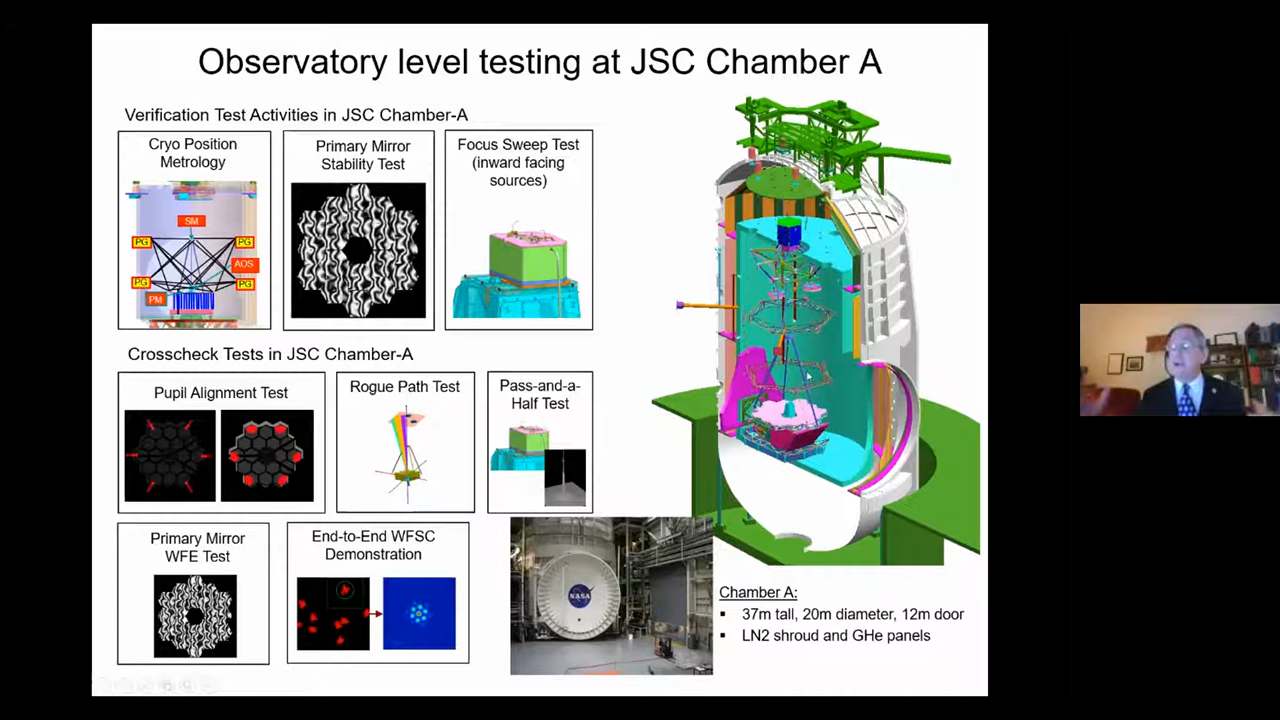 Observatory level testing at JSC Chamber A
Verification Test Activities in JSC Chamber-A
Cryo Position
Metrology
SM
PG
PG
AOS
PG
PG
PM
Primary Mirror
Stability Test
Focus Sweep Test
(inward facing
sources)
Crosscheck Tests in JSC Chamber-A
Pupil Alignment Test
Rogue Path Test
Pass-and-a-
Half Test
Primary Mirror
WFE Test
End-to-End WFSC
Demonstration
NASA
Chamber A:
▪ 37m tall, 20m diameter, 12m door
▪ LN2 shroud and GHe panels